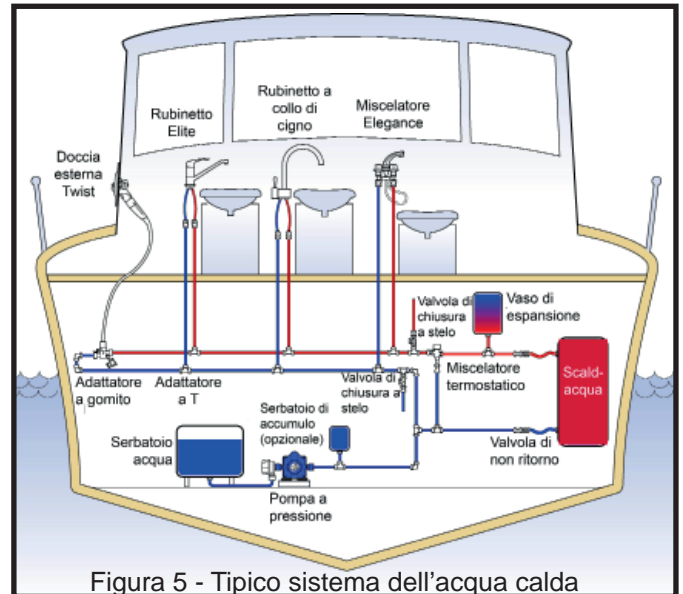 Rubinetto a
collo di
cigno
Miscelatore
Elegance
Rubinetto
Elite
Doccia
esterna
Twist
Valvola di
chiusura
a stelo
Vaso di
espansione
Adattatore
a gomito
Adattatore
a T
Valvola di
chiusura a
stelo
Miscelatore
termostatico
Scald-
acqua
Serbatoio
acqua
Serbatoio di
accumulo
(opzionale)
Valvola di
non ritorno
Pompa a
pressione
Figura 5 - Tipico sistema dell'acqua calda